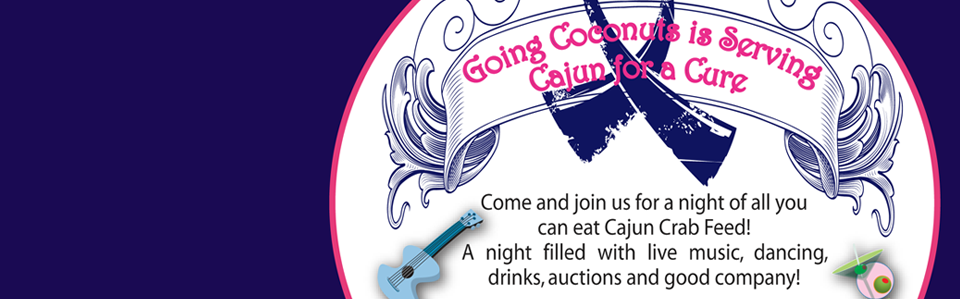 Going Coconuts is Serving
Cajun for a Cure
Come and join us for a night of all you
can eat Cajun Crab Feed!
A night filled with live music, dancing,
drinks, auctions and good company!